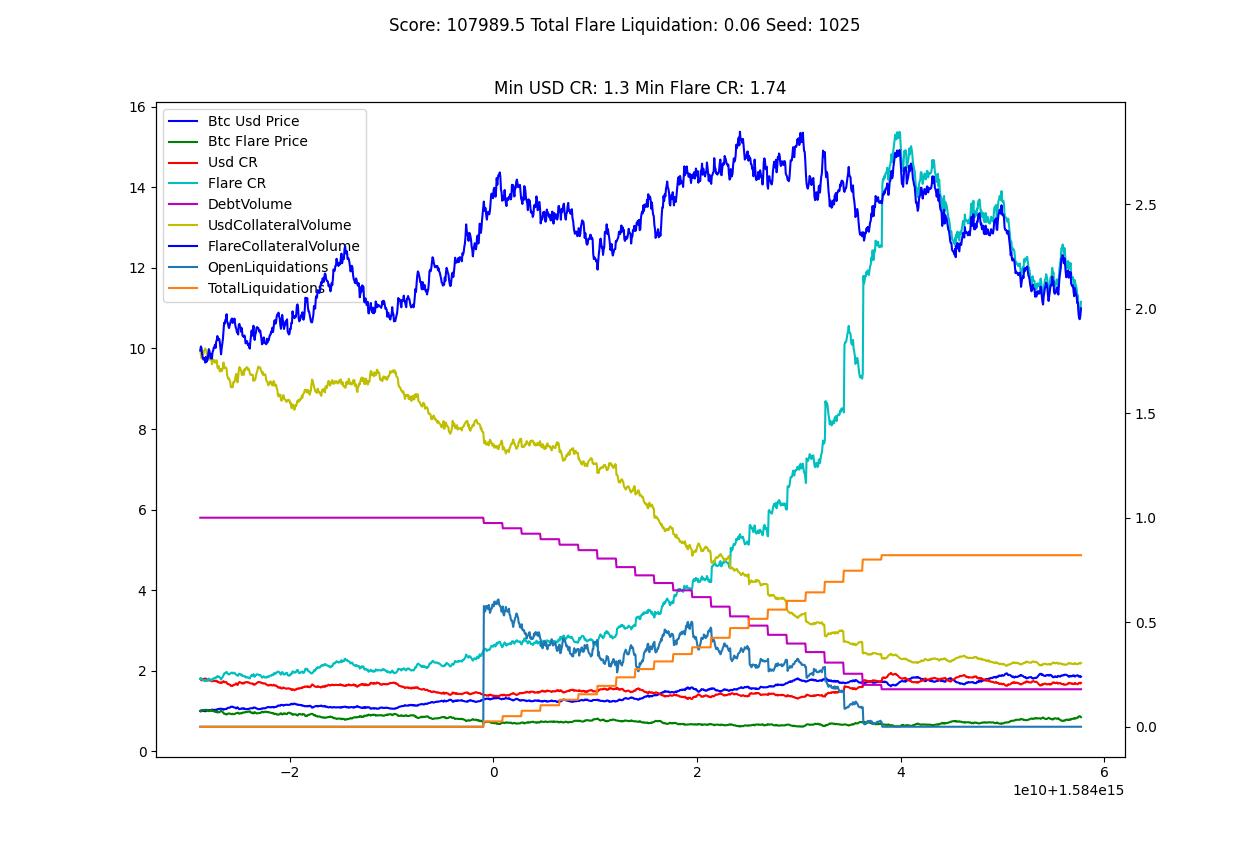 Score: 107989.5 Total Flare Liquidation: 0.06 Seed: 1025
Min USD CR: 1.3 Min Flare CR: 1.74
Btc Usd Price
Btc Flare Price
Usd CR
Flare CR
DebtVolume
UsdCollateralVolume
FlareCollateralVolume
OpenLiquidations
TotalLiquidations
16
14
12
10
8
6
4
2
0
2.5
2.0
1.5
1.0
0.5
0.0
−2
0
2
4
6
1e10+1.584e15